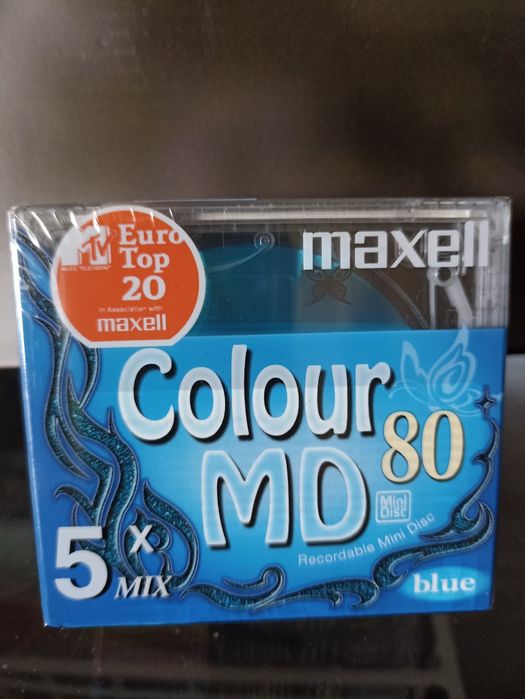 MTV
MUSIC TELEVISION
Euro
Top
20
In Association with
maxell
maxell
Colour
MD
80
Mini
Disc
Recordable Mini Disc
5 x
MIX
blue